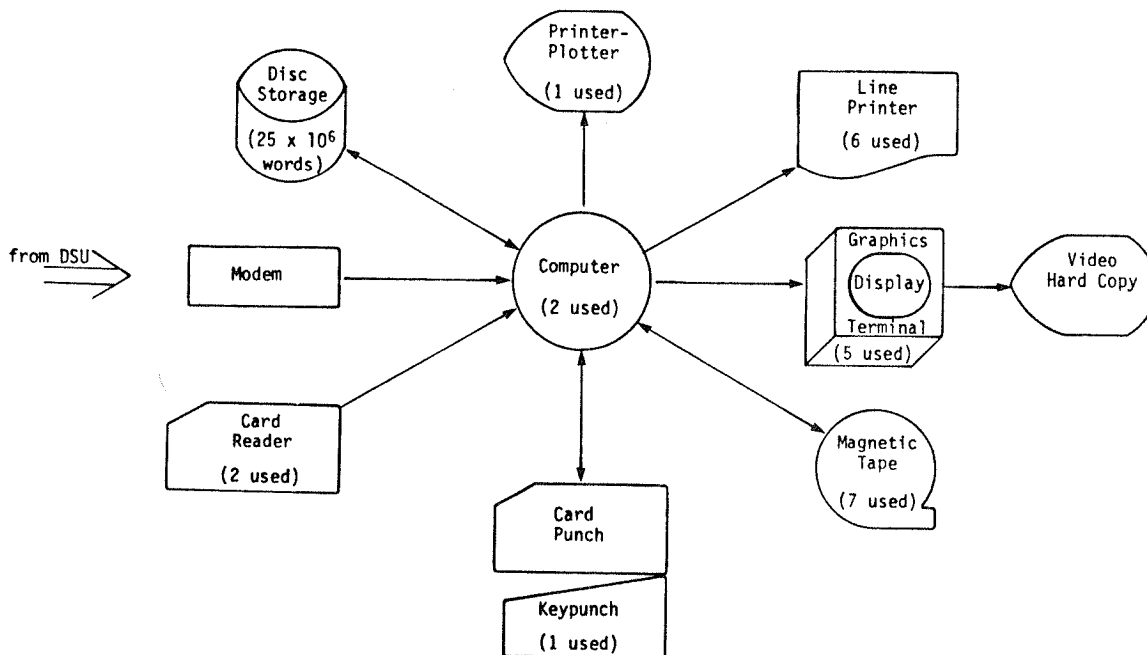 Printer-
Plotter
(1 used)
Disc
Storage
(25 x 10⁶
words)
Line
Printer
(6 used)
from DSU
Modem
Computer
(2 used)
Graphics
Display
Terminal
(5 used)
Video
Hard Copy
Card
Reader
(2 used)
Magnetic
Tape
(7 used)
Card
Punch
Keypunch
(1 used)